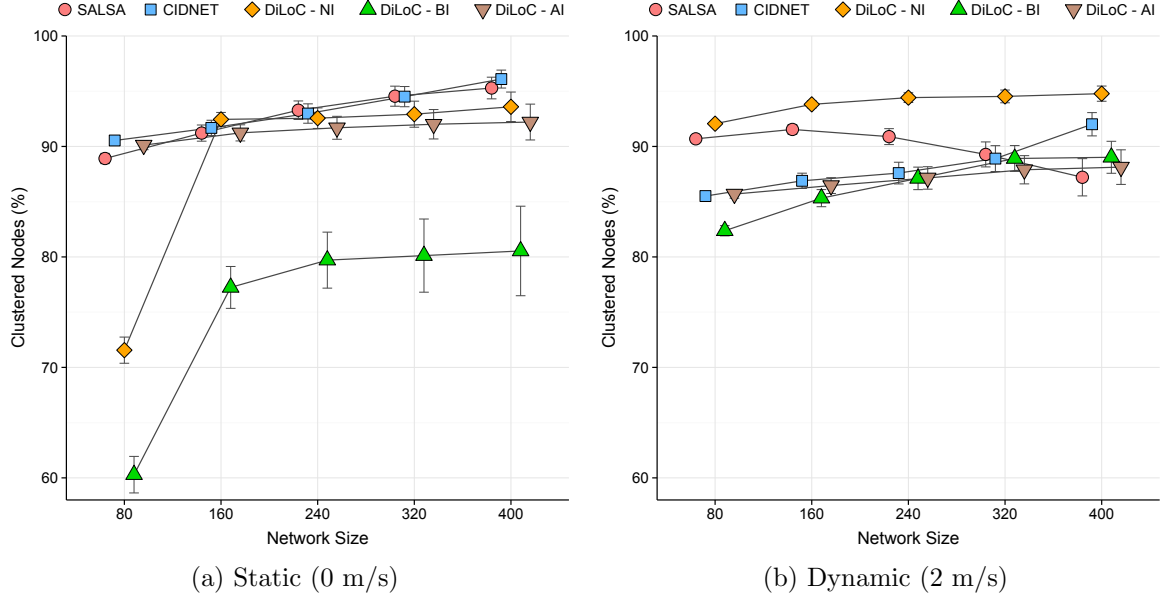 SALSA CIDNET DiLoC - NI DiLoC - BI DiLoC - AI
100
90
80
70
60
Clustered Nodes (%)
80 160 240 320 400
Network Size
(a) Static (0 m/s)
SALSA CIDNET DiLoC - NI DiLoC - BI DiLoC - AI
100
90
80
70
60
Clustered Nodes (%)
80 160 240 320 400
Network Size
(b) Dynamic (2 m/s)